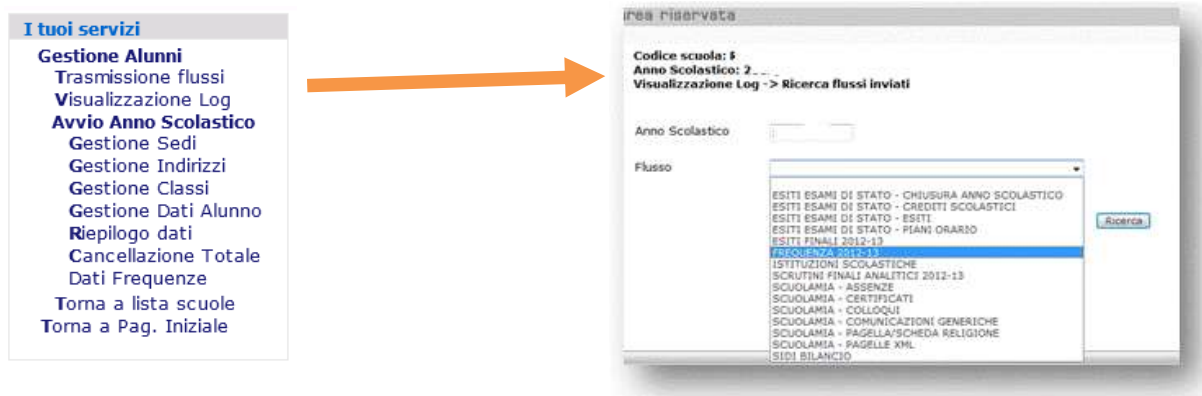 I tuoi servizi
Gestione Alunni
Trasmissione flussi
Visualizzazione Log
Avvio Anno Scolastico
Gestione Sedi
Gestione Indirizzi
Gestione Classi
Gestione Dati Alunno
Riepilogo dati
Cancellazione Totale
Dati Frequenze
Torna a lista scuole
Torna a Pag. Iniziale
area riservata
Codice scuola:
Anno Scolastico: 2
Visualizzazione Log -> Ricerca flussi inviati
Anno Scolastico
Flusso
ESITI ESAMI DI STATO - CHIUSURA ANNO SCOLASTICO
ESITI ESAMI DI STATO - CREDITI SCOLASTICI
ESITI ESAMI DI STATO - ESITI
ESITI ESAMI DI STATO - PIANI ORARIO
Ricerca
ESITI FINALI 2012-13
FREQUENZA 2012-13
ISTITUZIONI SCOLASTICHE
SCRUTINI FINALI ANALITICI 2012-13
SCUOLAMIA - ASSENZE
SCUOLAMIA - CERTIFICATI
SCUOLAMIA - COLLOQUI
SCUOLAMIA - COMUNICAZIONI GENERICHE
SCUOLAMIA - PAGELLA/SCHEDA RELIGIONE
SCUOLAMIA - PAGELLE XML
SIDI BILANCIO